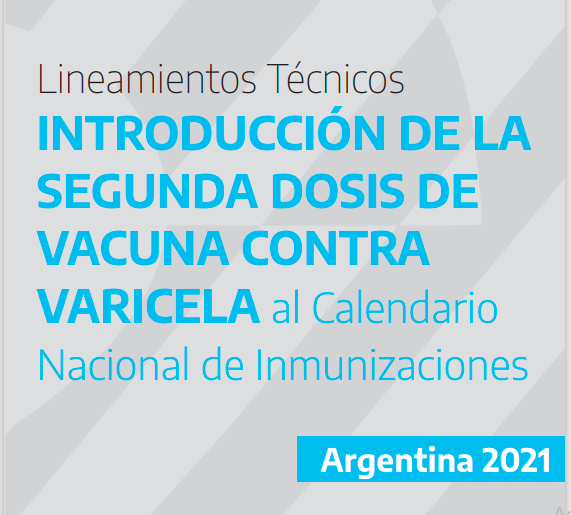 Lineamientos Técnicos
INTRODUCCIÓN DE LA
SEGUNDA DOSIS DE
VACUNA CONTRA
VARICELA al Calendario
Nacional de Inmunizaciones
Argentina 2021